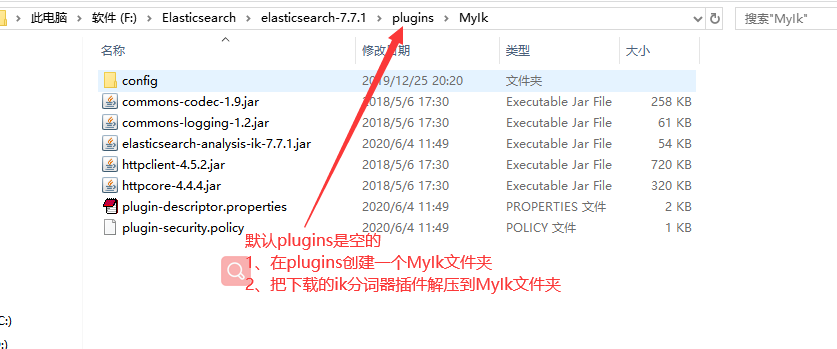 此电脑 > 软件 (F:) > Elasticsearch > elasticsearch-7.7.1 > plugins > MyIk
搜索"MyIk"
名称 修改日期 类型 大小
config 2019/12/25 20:20 文件夹
commons-codec-1.9.jar 2018/5/6 17:30 Executable Jar File 258 KB
commons-logging-1.2.jar 2018/5/6 17:30 Executable Jar File 61 KB
elasticsearch-analysis-ik-7.7.1.jar 2020/6/4 11:49 Executable Jar File 54 KB
httpclient-4.5.2.jar 2018/5/6 17:30 Executable Jar File 720 KB
httpcore-4.4.4.jar 2018/5/6 17:30 Executable Jar File 320 KB
plugin-descriptor.properties 2020/6/4 11:49 PROPERTIES 文件 2 KB
plugin-security.policy 2020/6/4 11:49 POLICY 文件 1 KB
默认plugins是空的
1、在plugins创建一个MyIk文件夹
2、把下载的ik分词器插件解压到MyIk文件夹
C:)
:)